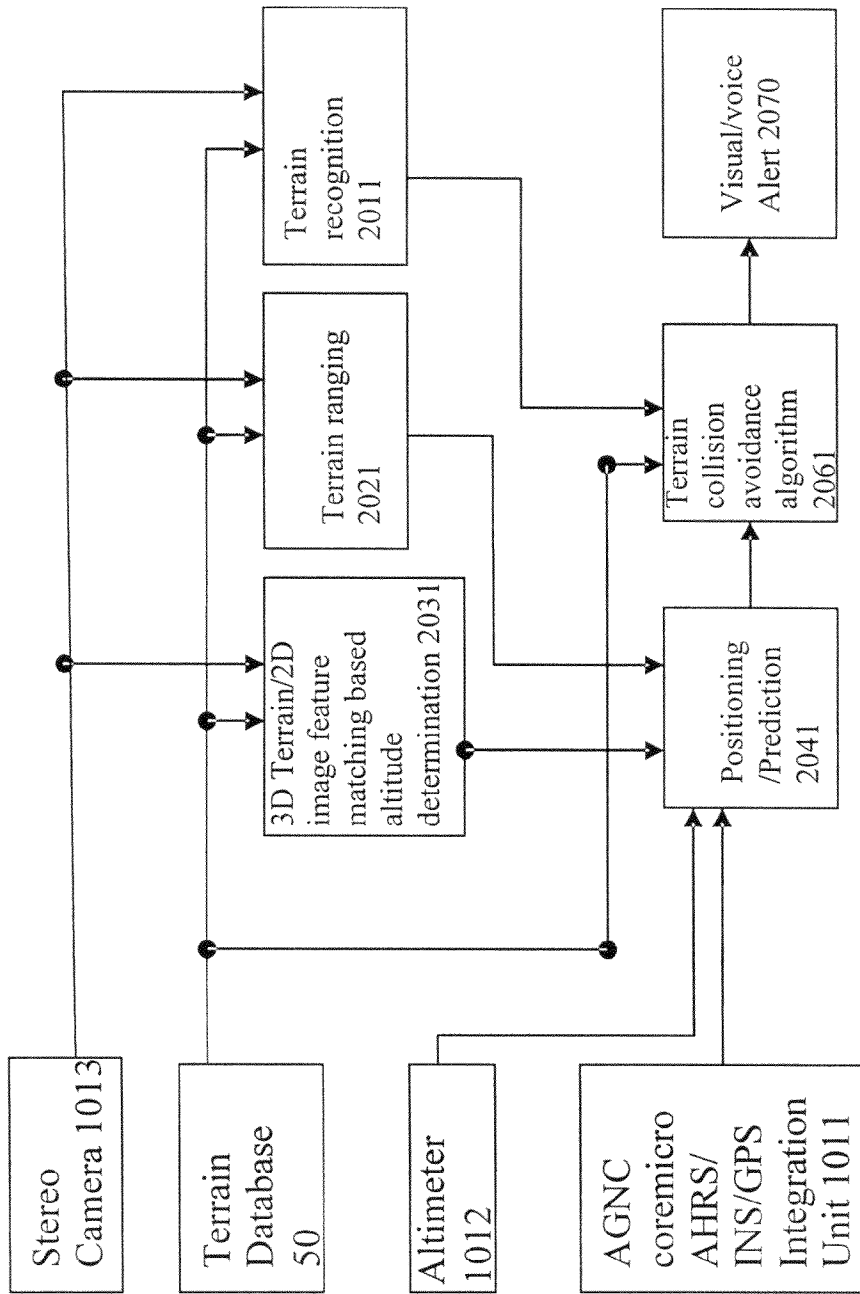 Stereo
Camera 1013
Terrain
Database
50
Altimeter
1012
AGNC
coremicro
AHRS/
INS/GPS
Integration
Unit 1011
3D Terrain/2D
image feature
matching based
altitude
determination 2031
Terrain ranging
2021
Terrain
recognition
2011
Positioning
/Prediction
2041
Terrain
collision
avoidance
algorithm
2061
Visual/voice
Alert 2070